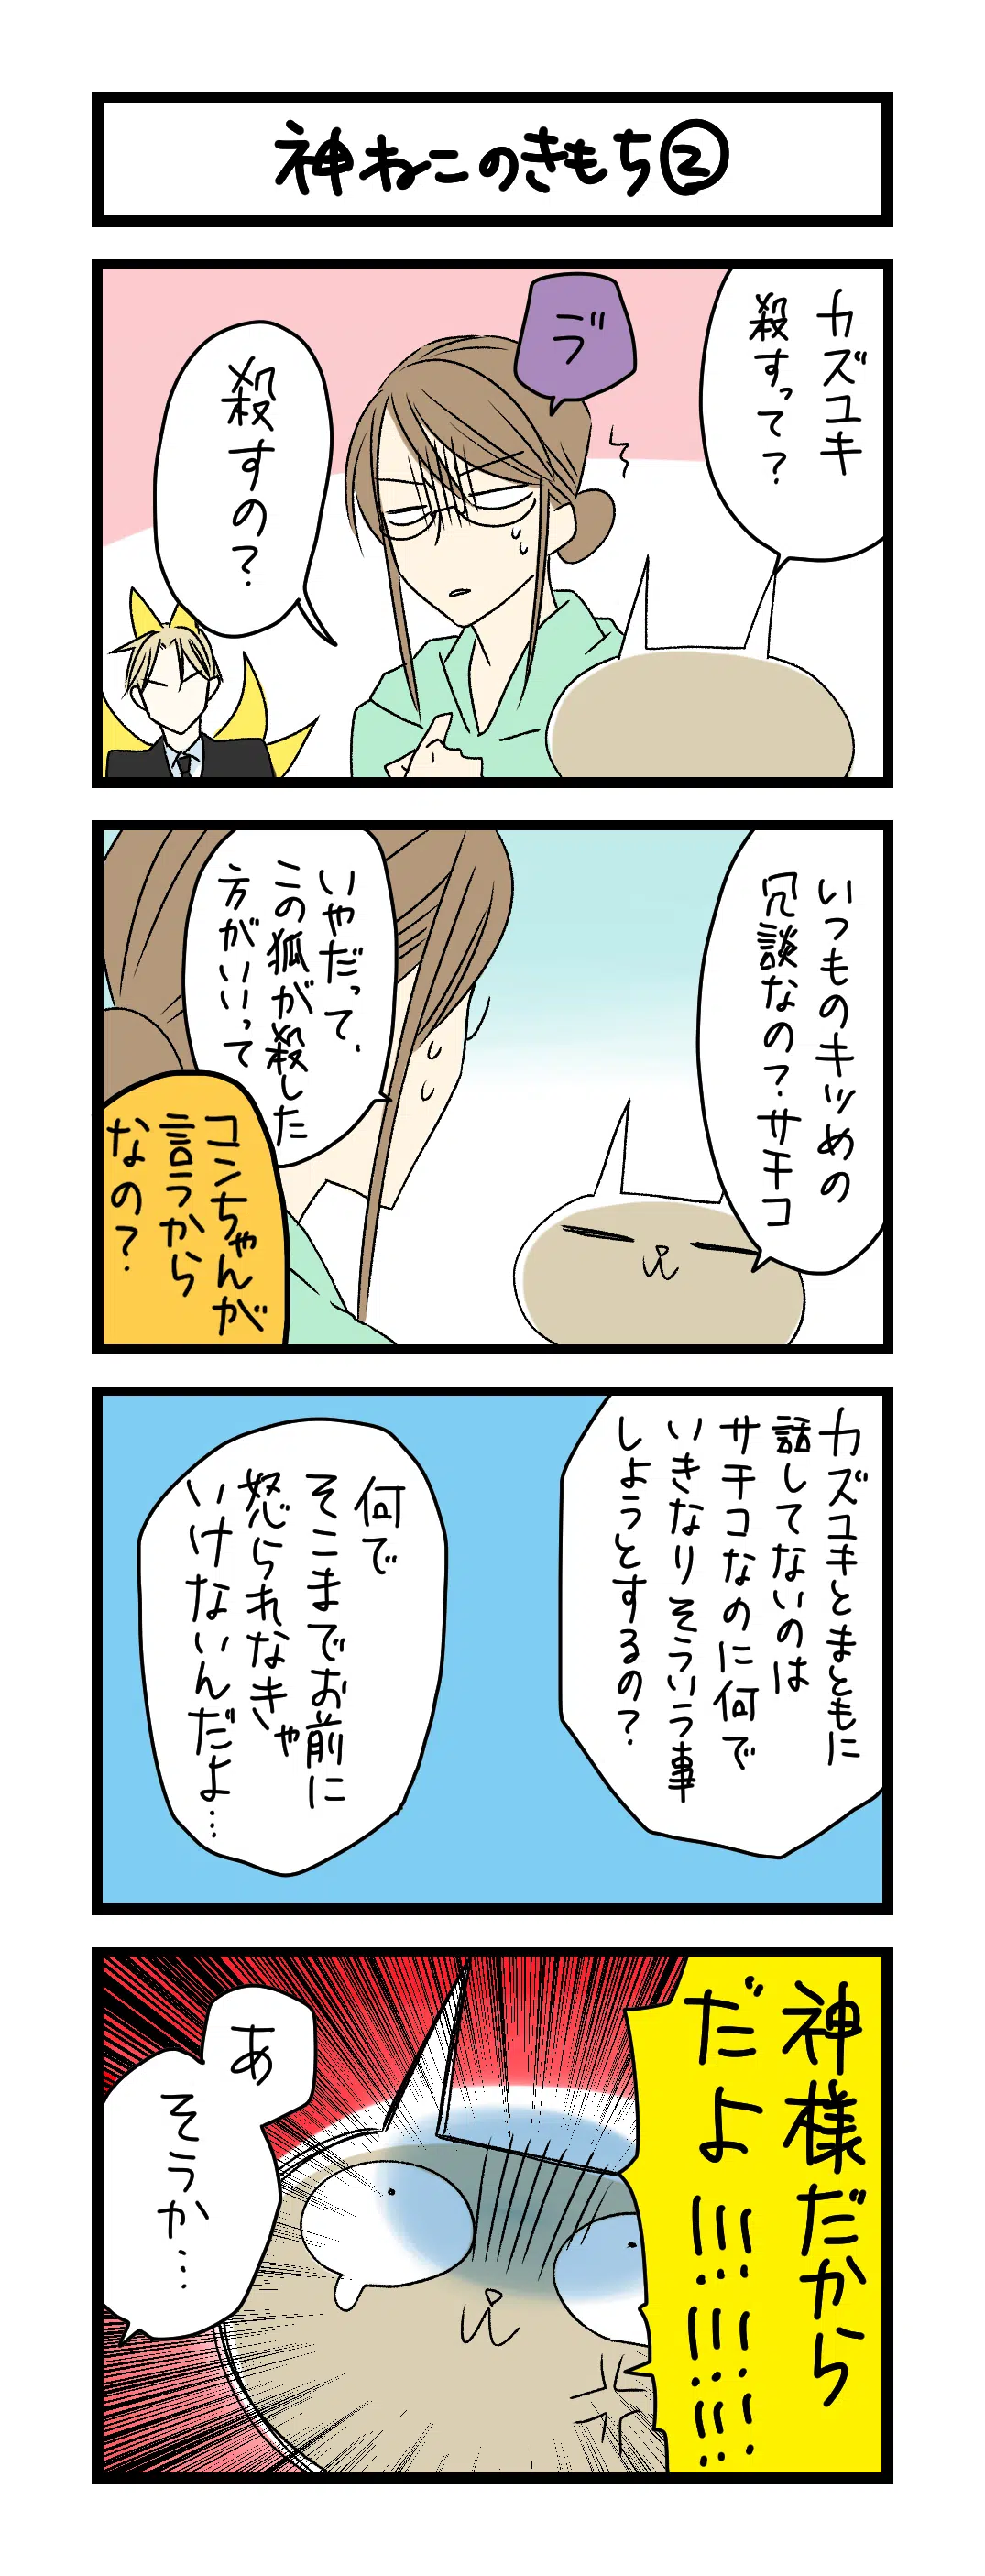 神ねこのきもち②
カズユキ
殺すって？
ゔ
殺すの？
いつものキツめの
冗談なの？サチコ
いやだって、
この狐が殺した
方がいいって
コンちゃんが
言うから
なの？
カズユキとまともに
話してないのは
サチコなのに何で
いきなりそういう事
しようとするの？
何で
そこまでお前に
怒られなきゃ
いけないんだよ…
神様だから
だよ!!!!!!!!!
あ
そうか…